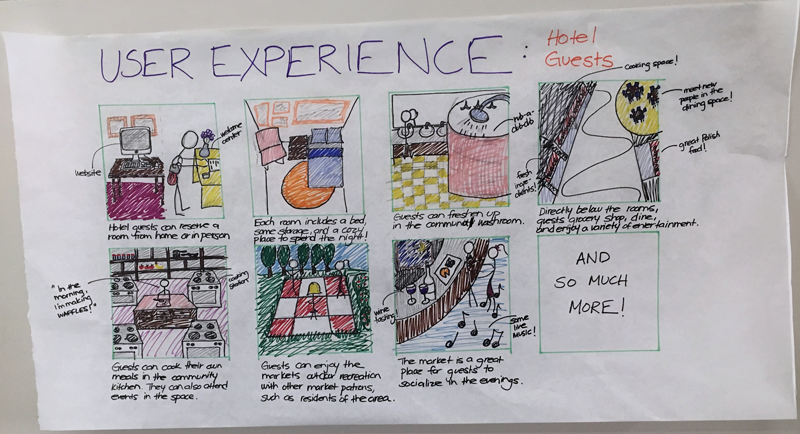 USER EXPERIENCE:
Hotel
Guests
website
welcome
center
Hotel guests can reserve a
room from home or in person
Each room includes a bed,
some storage, and a cozy
place to spend the night!
rub-a-
dub-dub
Guests can freshen up
in the community washroom.
cooking space!
meet new
people in the
dining space!
great Polish
food!
fresh
ingre-
dients!
Directly below the rooms,
guests grocery shop, dine,
and enjoy a variety of entertainment.
"In the
morning,
I'm making
WAFFLES!"
cooking
station
Guests can cook their own
meals in the community
kitchen. They can also attend
events in the space.
Guests can enjoy the
markets outdoor recreation
with other market patrons,
such as residents of the area.
wine
tasting!
some
live
MUSIC!
The market is a great
place for guests to
socialize in the evenings.
AND
SO MUCH
MORE!